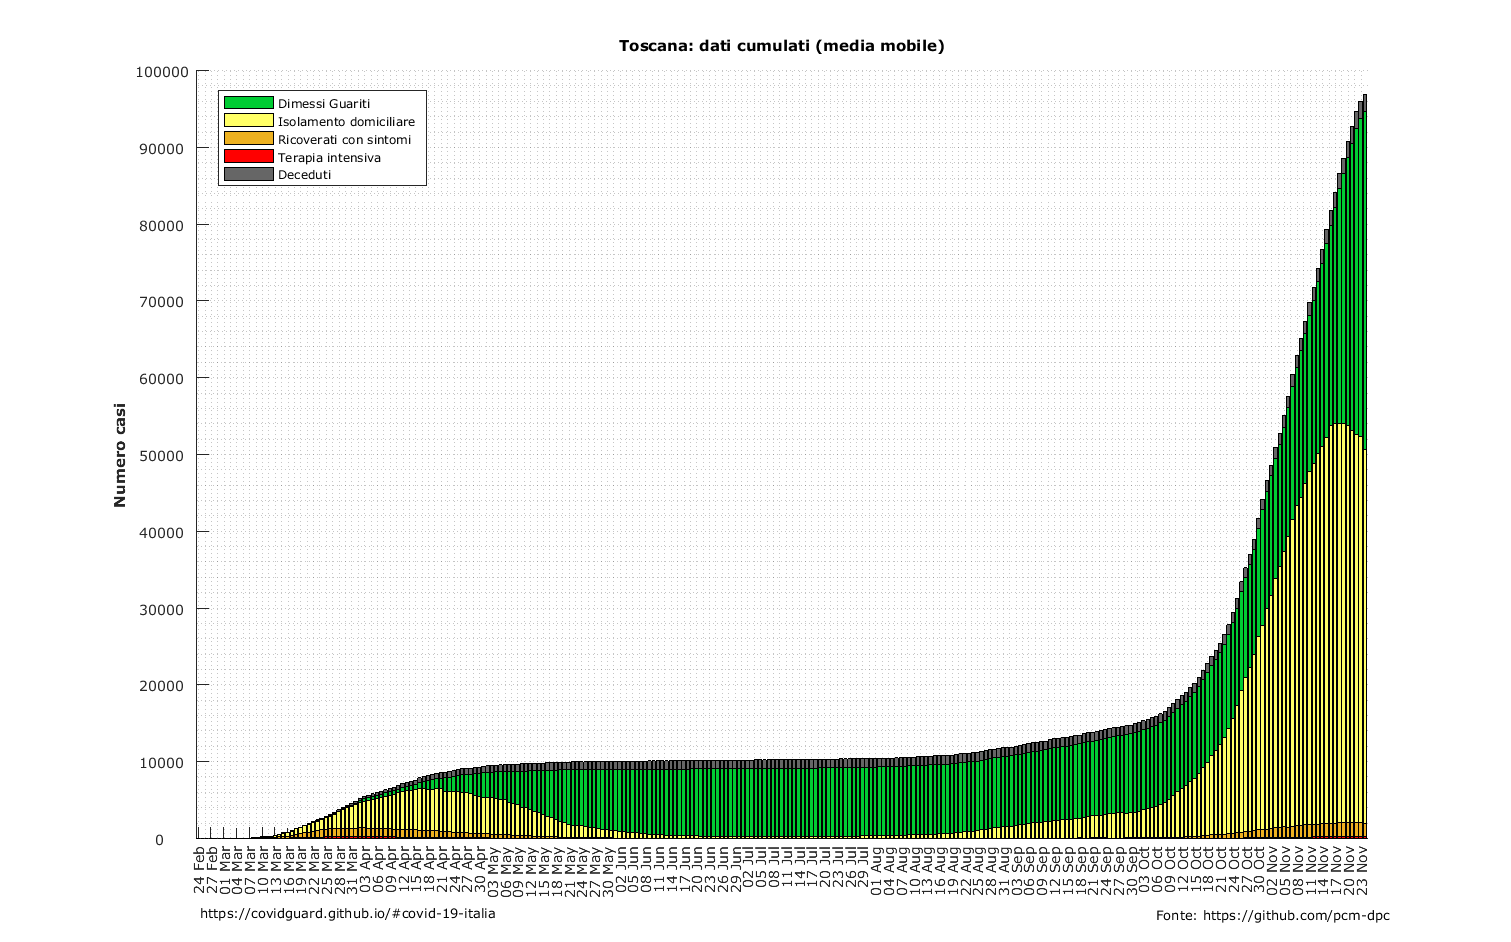 Toscana: dati cumulati (media mobile)
100000
90000
80000
70000
60000
50000
40000
30000
20000
10000
0
Numero casi
Dimessi Guariti
Isolamento domiciliare
Ricoverati con sintomi
Terapia intensiva
Deceduti
24 Feb
27 Feb
01 Mar
04 Mar
07 Mar
10 Mar
13 Mar
16 Mar
19 Mar
22 Mar
25 Mar
28 Mar
31 Mar
03 Apr
06 Apr
09 Apr
12 Apr
15 Apr
18 Apr
21 Apr
24 Apr
27 Apr
30 Apr
03 May
06 May
09 May
12 May
15 May
18 May
21 May
24 May
27 May
30 May
02 Jun
05 Jun
08 Jun
11 Jun
14 Jun
17 Jun
20 Jun
23 Jun
26 Jun
29 Jun
02 Jul
05 Jul
08 Jul
11 Jul
14 Jul
17 Jul
20 Jul
23 Jul
26 Jul
29 Jul
01 Aug
04 Aug
07 Aug
10 Aug
13 Aug
16 Aug
19 Aug
22 Aug
25 Aug
28 Aug
31 Aug
03 Sep
06 Sep
09 Sep
12 Sep
15 Sep
18 Sep
21 Sep
24 Sep
27 Sep
30 Sep
03 Oct
06 Oct
09 Oct
12 Oct
15 Oct
18 Oct
21 Oct
24 Oct
27 Oct
30 Oct
02 Nov
05 Nov
08 Nov
11 Nov
14 Nov
17 Nov
20 Nov
23 Nov
https://covidguard.github.io/#covid-19-italia
Fonte: https://github.com/pcm-dpc